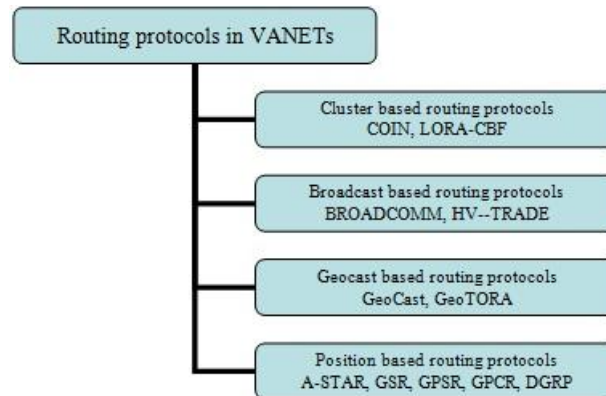 Routing protocols in VANETs
Cluster based routing protocols
COIN, LORA-CBF
Broadcast based routing protocols
BROADCOMM, HV--TRADE
Geocast based routing protocols
GeoCast, GeoTORA
Position based routing protocols
A-STAR, GSR, GPSR, GPCR, DGRP